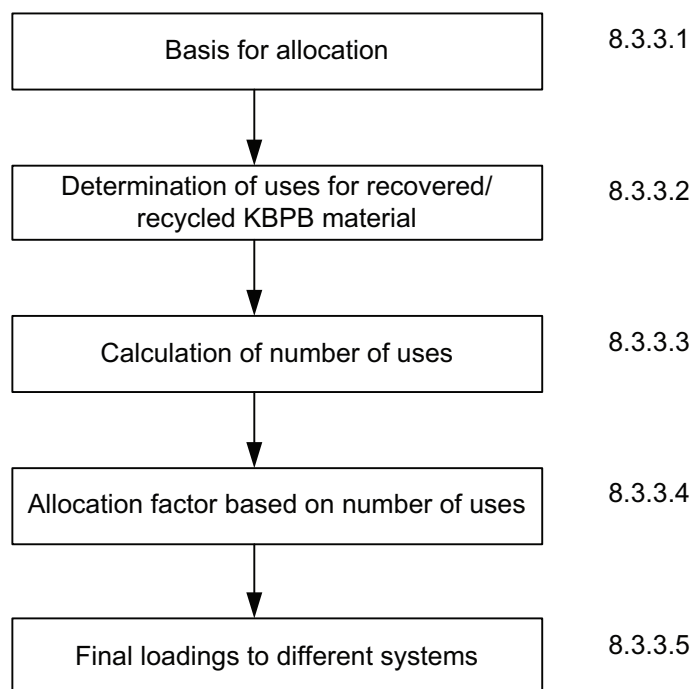 Basis for allocation
8.3.3.1
Determination of uses for recovered/
recycled KBPB material
8.3.3.2
Calculation of number of uses
8.3.3.3
Allocation factor based on number of uses
8.3.3.4
Final loadings to different systems
8.3.3.5